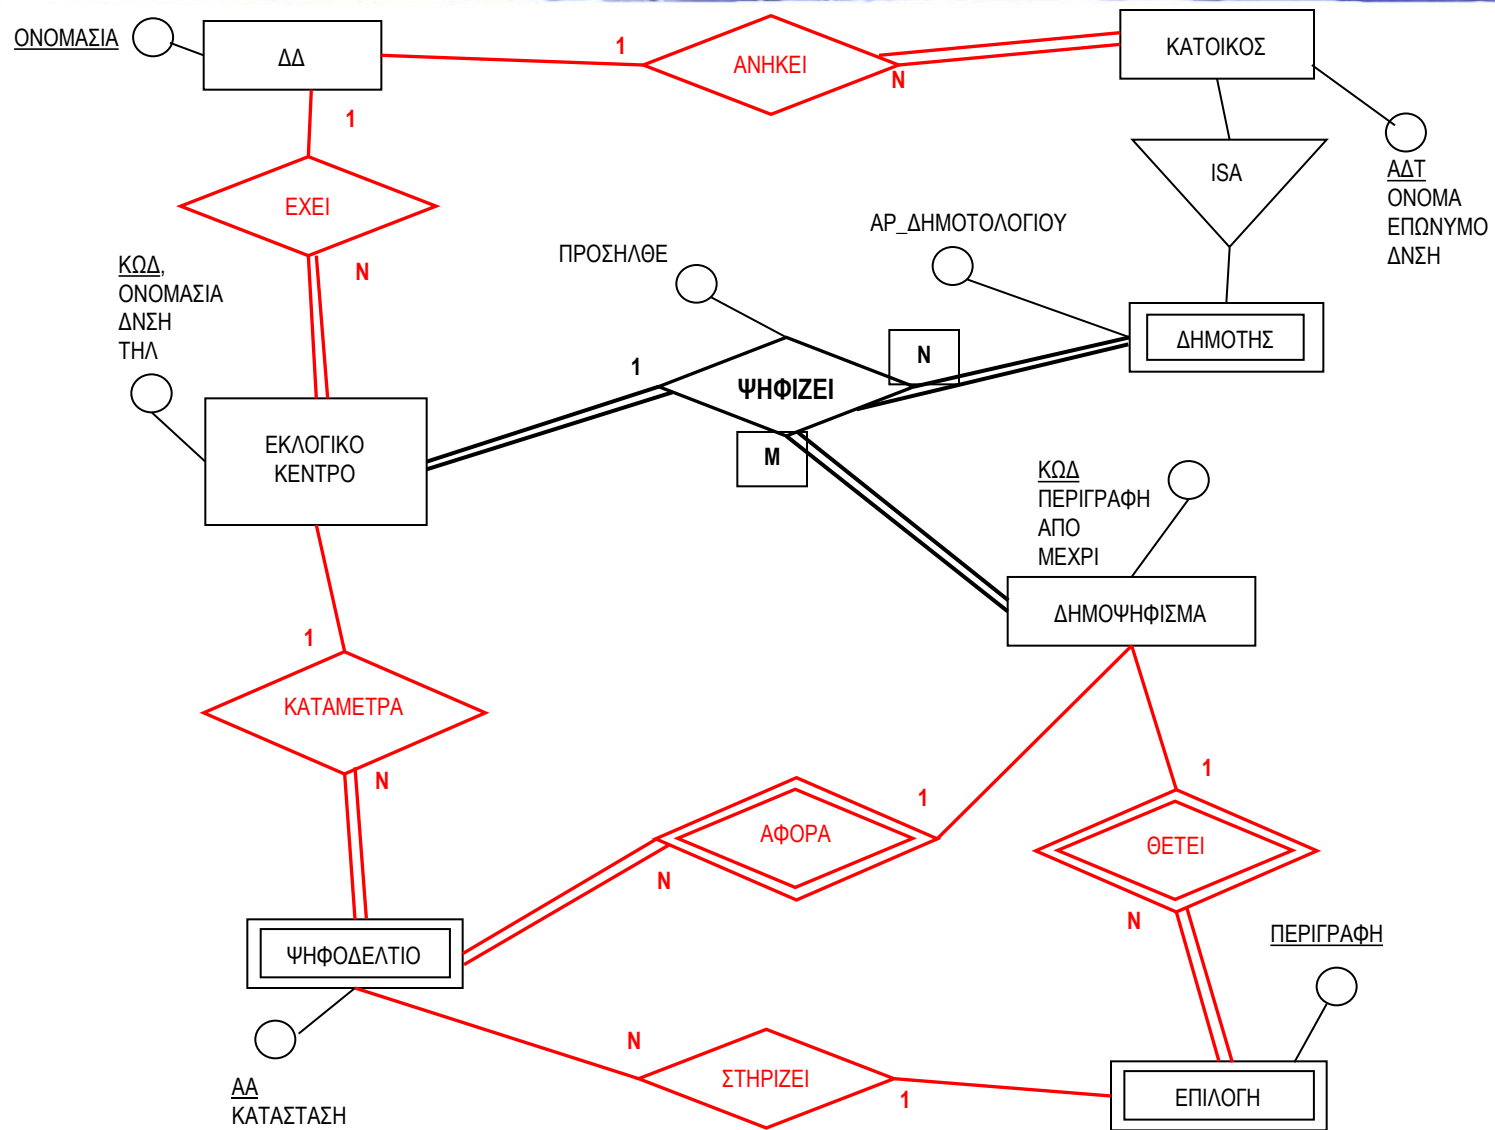 ΟΝΟΜΑΣΙΑ
ΔΔ
1
ΑΝΗΚΕΙ
Ν
ΚΑΤΟΙΚΟΣ
1
ΕΧΕΙ
Ν
ISA
ΑΔΤ
ΟΝΟΜΑ
ΕΠΩΝΥΜΟ
ΔΝΣΗ
ΚΩΔ,
ΟΝΟΜΑΣΙΑ
ΔΝΣΗ
ΤΗΛ
ΠΡΟΣΗΛΘΕ
ΑΡ_ΔΗΜΟΤΟΛΟΓΙΟΥ
ΔΗΜΟΤΗΣ
1
ΨΗΦΙΖΕΙ
Ν
Μ
ΕΚΛΟΓΙΚΟ
ΚΕΝΤΡΟ
ΚΩΔ
ΠΕΡΙΓΡΑΦΗ
ΑΠΟ
ΜΕΧΡΙ
ΔΗΜΟΨΗΦΙΣΜΑ
1
ΚΑΤΑΜΕΤΡΑ
Ν
ΑΦΟΡΑ
1
Ν
1
ΘΕΤΕΙ
Ν
ΨΗΦΟΔΕΛΤΙΟ
ΠΕΡΙΓΡΑΦΗ
ΑΑ
ΚΑΤΑΣΤΑΣΗ
Ν
ΣΤΗΡΙΖΕΙ
1
ΕΠΙΛΟΓΗ